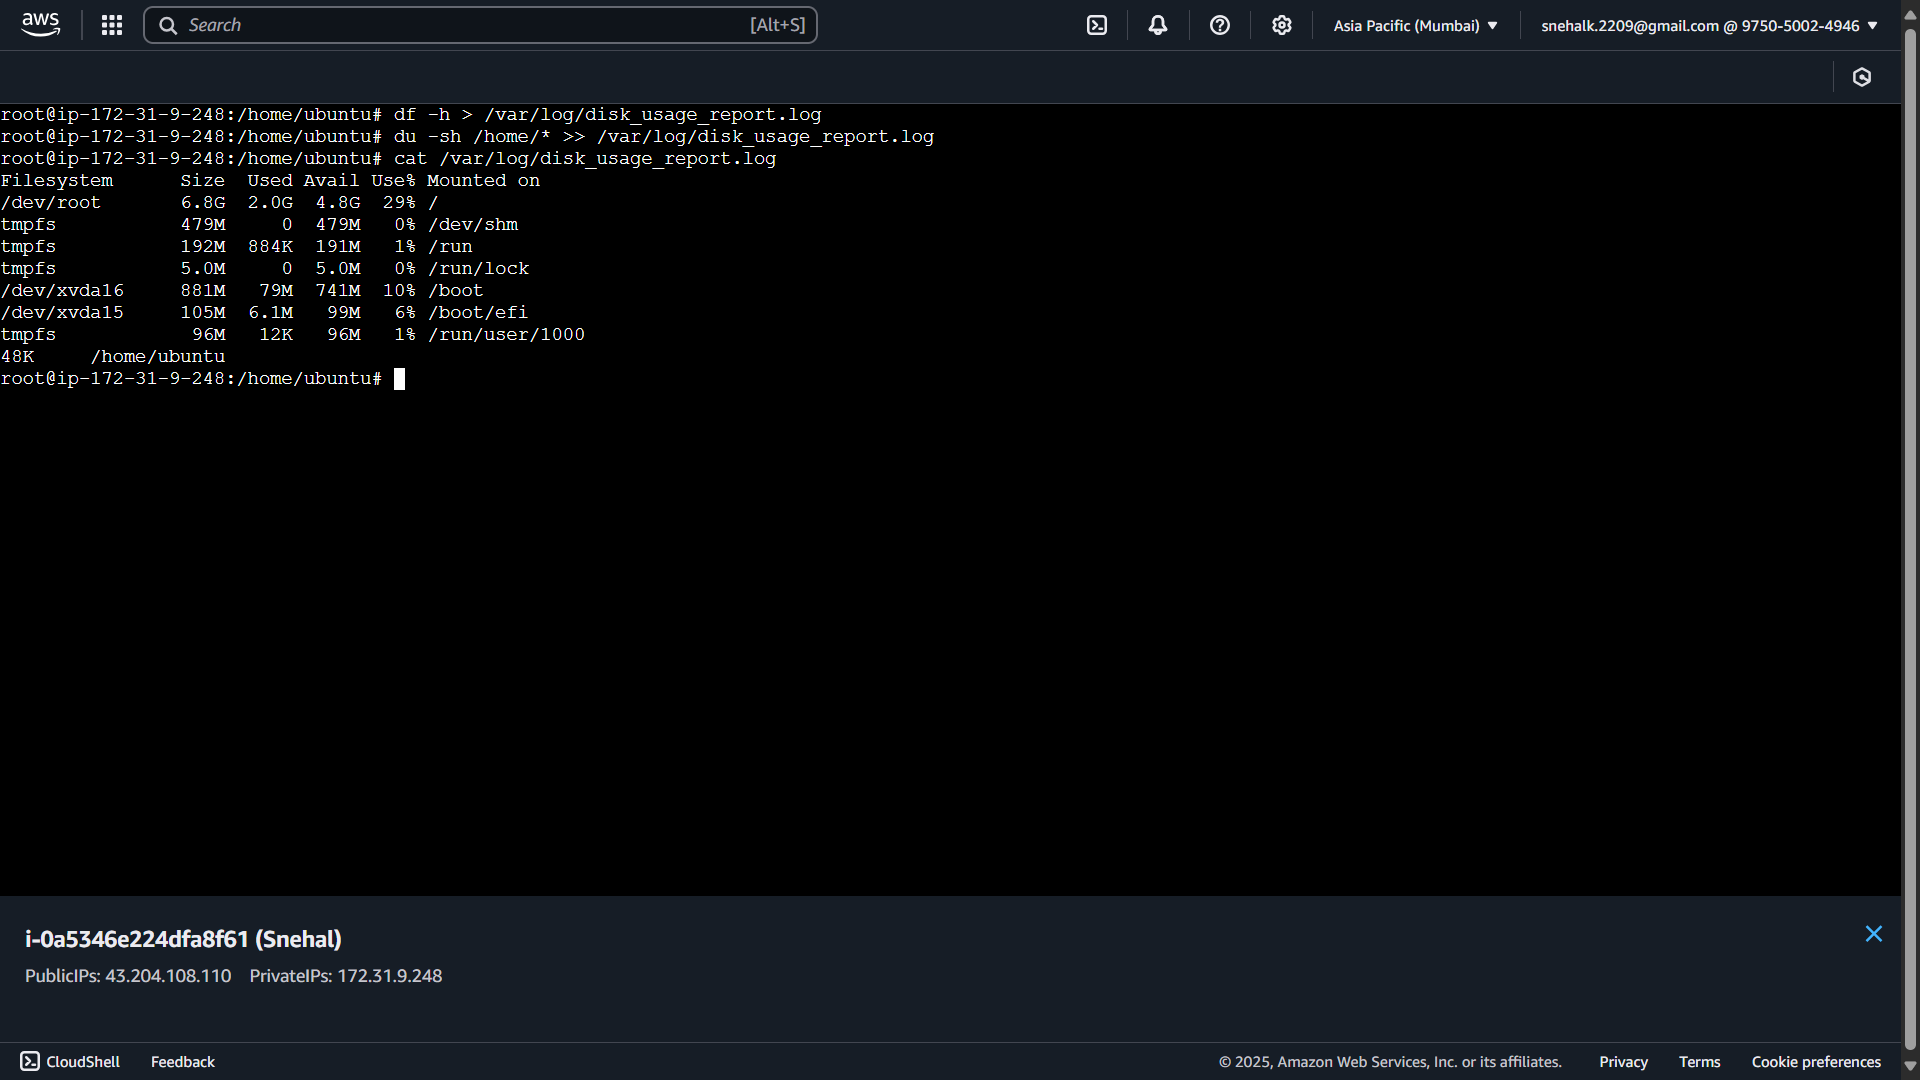 aws
Search [Alt+S]
Asia Pacific (Mumbai)
snehalk.2209@gmail.com @ 9750-5002-4946
root@ip-172-31-9-248:/home/ubuntu# df -h > /var/log/disk_usage_report.log
root@ip-172-31-9-248:/home/ubuntu# du -sh /home/* >> /var/log/disk_usage_report.log
root@ip-172-31-9-248:/home/ubuntu# cat /var/log/disk_usage_report.log
Filesystem      Size  Used Avail Use% Mounted on
/dev/root       6.8G  2.0G  4.8G  29% /
tmpfs           479M     0  479M   0% /dev/shm
tmpfs           192M  884K  191M   1% /run
tmpfs           5.0M     0  5.0M   0% /run/lock
/dev/xvda16     881M   79M  741M  10% /boot
/dev/xvda15     105M  6.1M   99M   6% /boot/efi
tmpfs            96M   12K   96M   1% /run/user/1000
48K     /home/ubuntu
root@ip-172-31-9-248:/home/ubuntu#
i-0a5346e224dfa8f61 (Snehal)
PublicIPs: 43.204.108.110 PrivateIPs: 172.31.9.248
CloudShell Feedback © 2025, Amazon Web Services, Inc. or its affiliates. Privacy Terms Cookie preferences